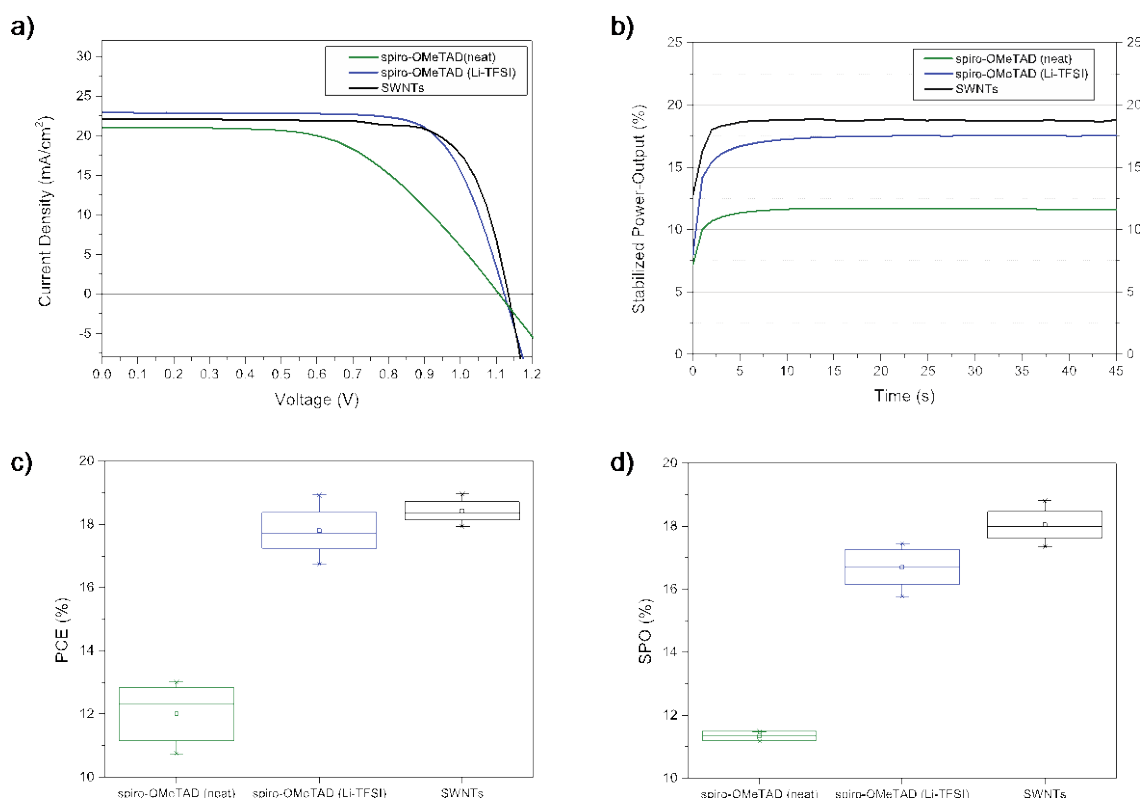 a)
30
25
20
15
10
5
0
-5
Current Density (mA/cm²)
spiro-OMeTAD(neat)
spiro-OMeTAD (Li-TFSI)
SWNTs
0.0 0.1 0.2 0.3 0.4 0.5 0.6 0.7 0.8 0.9 1.0 1.1 1.2
Voltage (V)
b)
25
20
15
10
5
0
Stabilized Power-Output (%)
spiro-OMeTAD (neat)
spiro-OMeTAD (Li-TFSI)
SWNTs
25
20
15
10
5
0
0 5 10 15 20 25 30 35 40 45
Time (s)
c)
20
18
16
14
12
10
PCE (%)
spiro-OMeTAD (neat) spiro-OMeTAD (Li-TFSI) SWNTs
d)
20
18
16
14
12
10
SPO (%)
spiro-OMeTAD (neat) spiro-OMeTAD (Li-TFSI) SWNTs